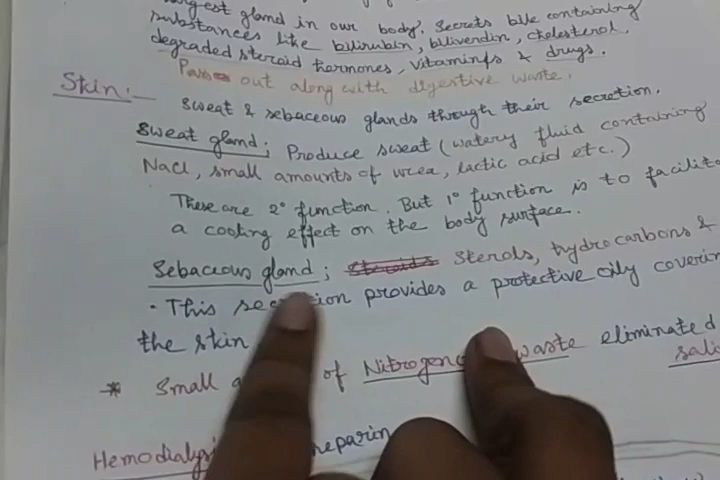 largest gland in our body. Secrets bile containing
substances like bilirubin, biliverdin, cholesterol,
degraded steroid hormones, vitamins & drugs.
Pass out along with digestive waste.
Skin:-
Sweat & sebaceous glands through their secretion.
Sweat gland; Produce sweat (watery fluid containing
NaCl, small amounts of urea, lactic acid etc.)
These are 2° function. But 1° function is to facilit
a cooling effect on the body surface.
Sebaceous gland; Sterols, hydrocarbons &
• This provides a protective oily coverin
the skin
* Small of Nitrogen waste eliminated
sali
Hemodialys heparin